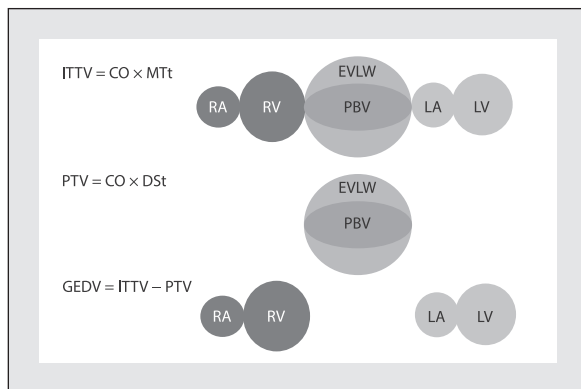 ITTV = CO × MTt
EVLW
RA RV PBV LA LV
PTV = CO × DSt
EVLW
PBV
GEDV = ITTV – PTV
RA RV LA LV